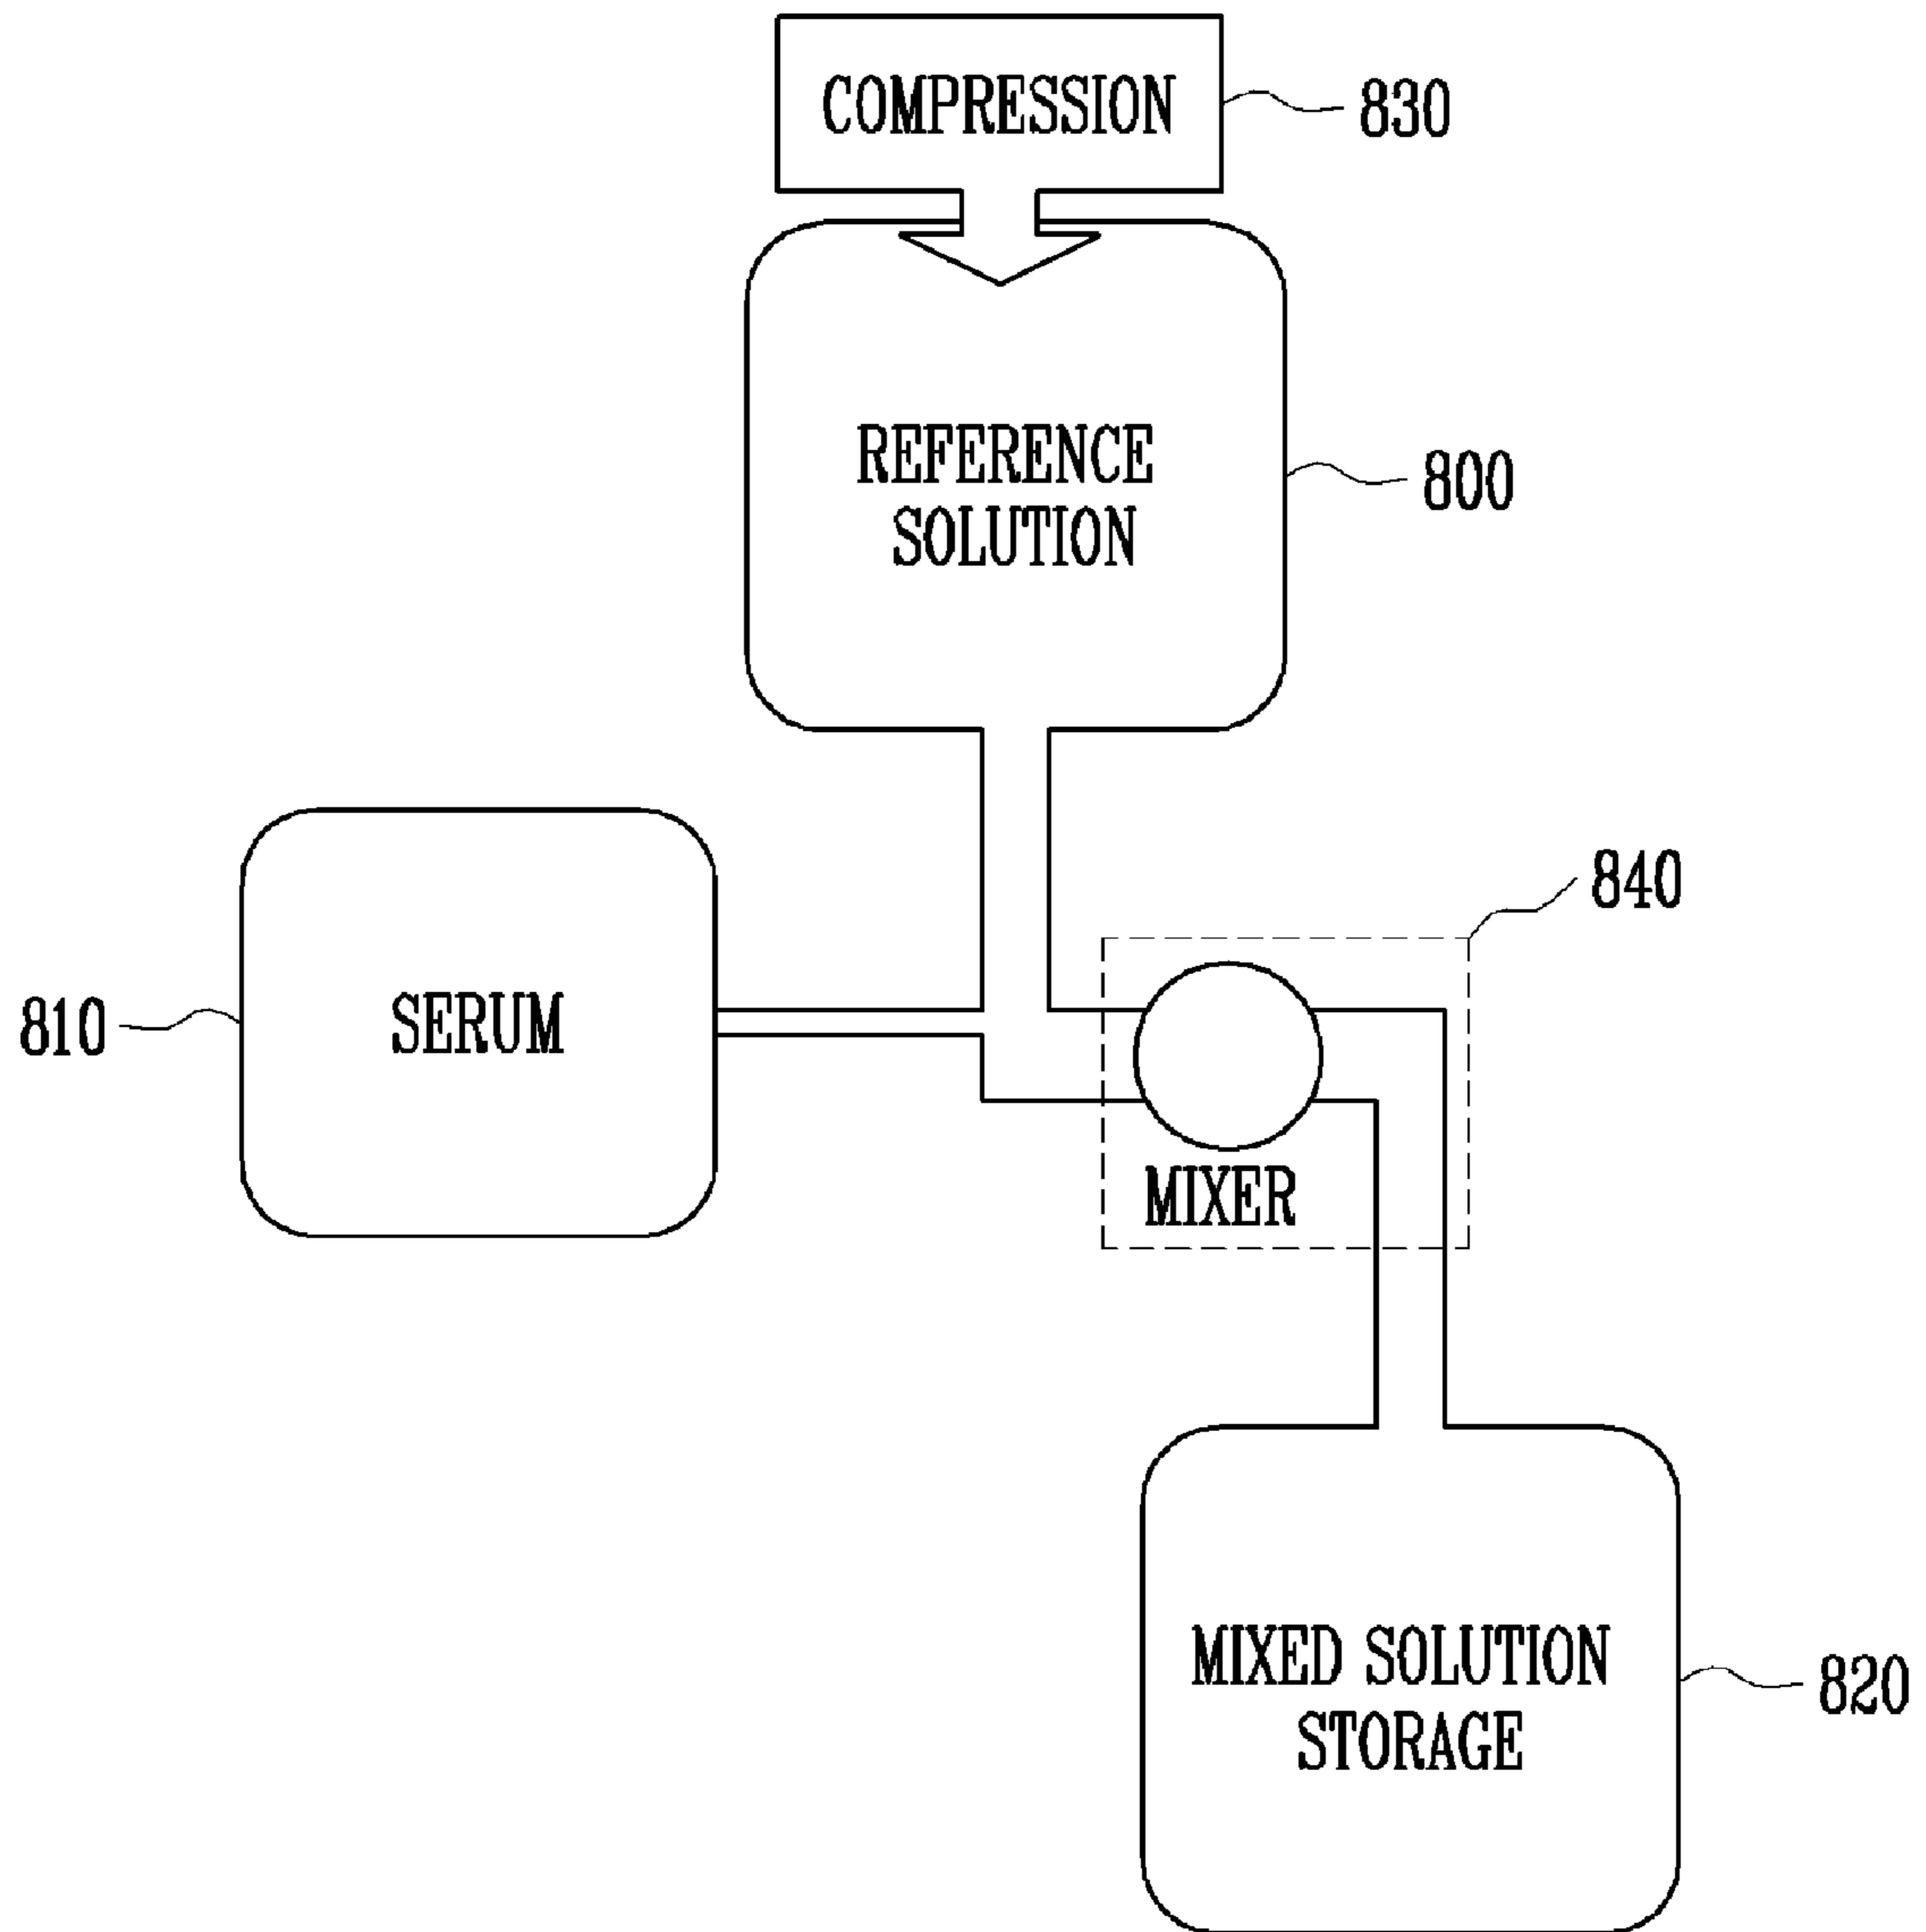 COMPRESSION
830
REFERENCE
SOLUTION
800
840
810
SERUM
MIXER
MIXED SOLUTION
STORAGE
820